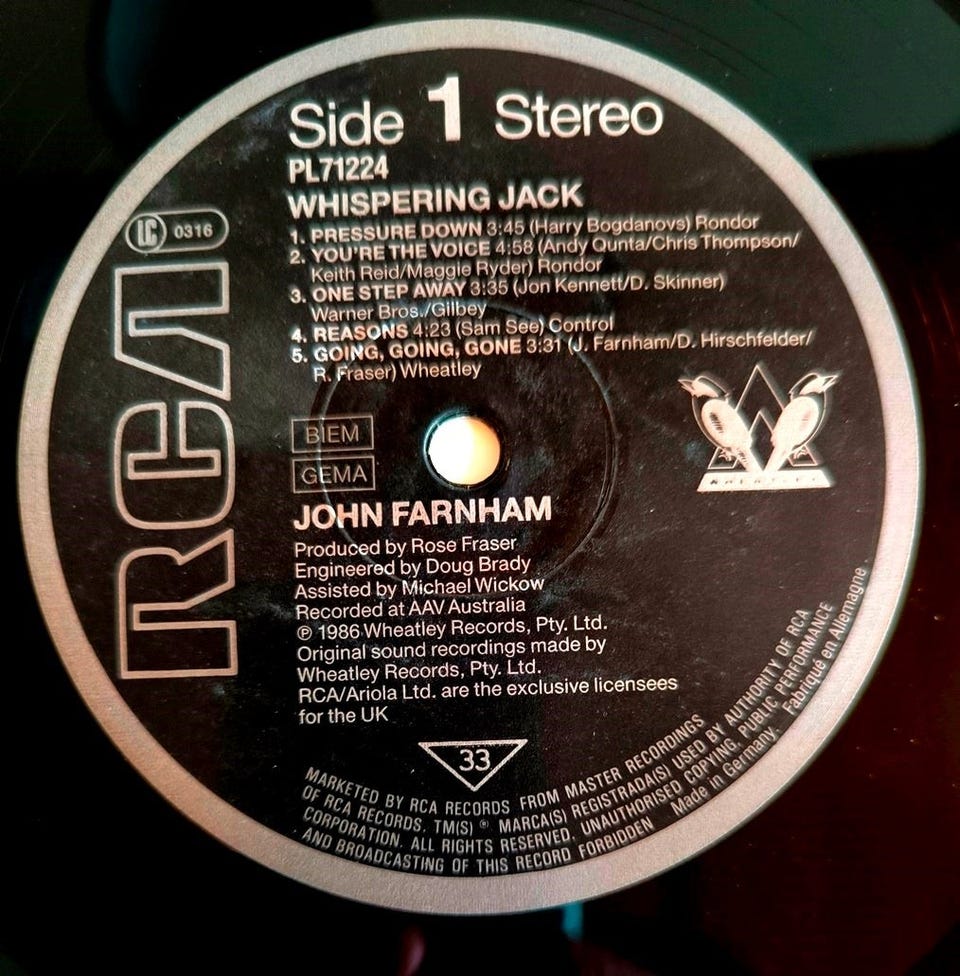 Side 1 Stereo
PL71224
WHISPERING JACK
1. PRESSURE DOWN 3:45 (Harry Bogdanovs) Rondor
2. YOU'RE THE VOICE 4:58 (Andy Qunta/Chris Thompson/
Keith Reid/Maggie Ryder) Rondor
3. ONE STEP AWAY 3:35 (Jon Kennett/D. Skinner)
Warner Bros./Gilbey
4. REASONS 4:23 (Sam See) Control
5. GOING, GOING, GONE 3:31 (J. Farnham/D. Hirschfelder/
R. Fraser) Wheatley
LC 0316
RCA
BIEM
GEMA
WHEATLEY
JOHN FARNHAM
Produced by Rose Fraser
Engineered by Doug Brady
Assisted by Michael Wickow
Recorded at AAV Australia
℗ 1986 Wheatley Records, Pty. Ltd.
Original sound recordings made by
Wheatley Records, Pty. Ltd.
RCA/Ariola Ltd. are the exclusive licensees
for the UK
33
MARKETED BY RCA RECORDS FROM MASTER RECORDINGS
OF RCA RECORDS. TM(S) ® MARCA(S) REGISTRADA(S) USED BY AUTHORITY OF RCA
CORPORATION. ALL RIGHTS RESERVED. UNAUTHORISED COPYING, PUBLIC PERFORMANCE
AND BROADCASTING OF THIS RECORD FORBIDDEN Made in Germany. Fabriqué en Allemagne